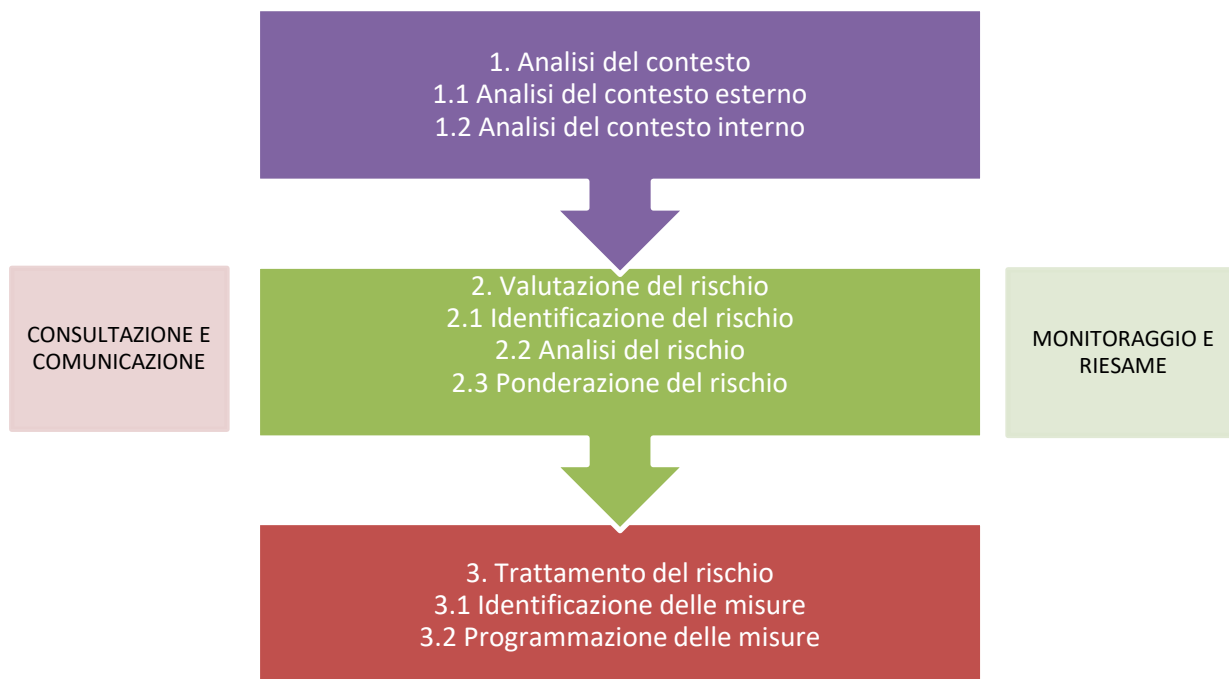 1. Analisi del contesto
1.1 Analisi del contesto esterno
1.2 Analisi del contesto interno
CONSULTAZIONE E
COMUNICAZIONE
2. Valutazione del rischio
2.1 Identificazione del rischio
2.2 Analisi del rischio
2.3 Ponderazione del rischio
MONITORAGGIO E
RIESAME
3. Trattamento del rischio
3.1 Identificazione delle misure
3.2 Programmazione delle misure